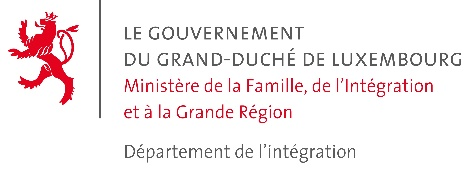 LE GOUVERNEMENT
DU GRAND-DUCHÉ DE LUXEMBOURG
Ministère de la Famille, de l'Intégration
et à la Grande Région
Département de l'intégration